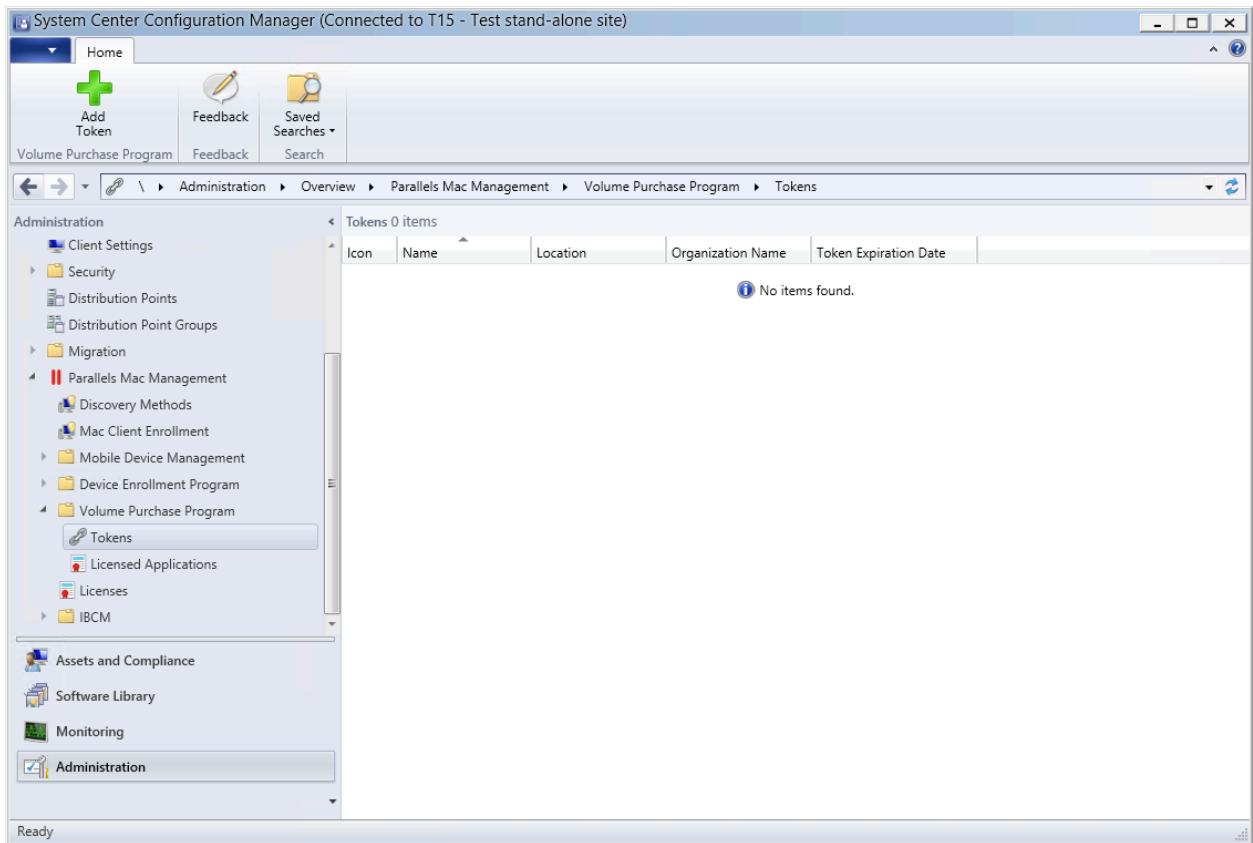 System Center Configuration Manager (Connected to T15 - Test stand-alone site)
Home
Add
Token
Feedback
Saved
Searches
Volume Purchase Program
Feedback
Search
\ Administration Overview Parallels Mac Management Volume Purchase Program Tokens
Administration
Client Settings
Security
Distribution Points
Distribution Point Groups
Migration
Parallels Mac Management
Discovery Methods
Mac Client Enrollment
Mobile Device Management
Device Enrollment Program
Volume Purchase Program
Tokens
Licensed Applications
Licenses
IBCM
Assets and Compliance
Software Library
Monitoring
Administration
Tokens 0 items
Icon Name Location Organization Name Token Expiration Date
No items found.
Ready